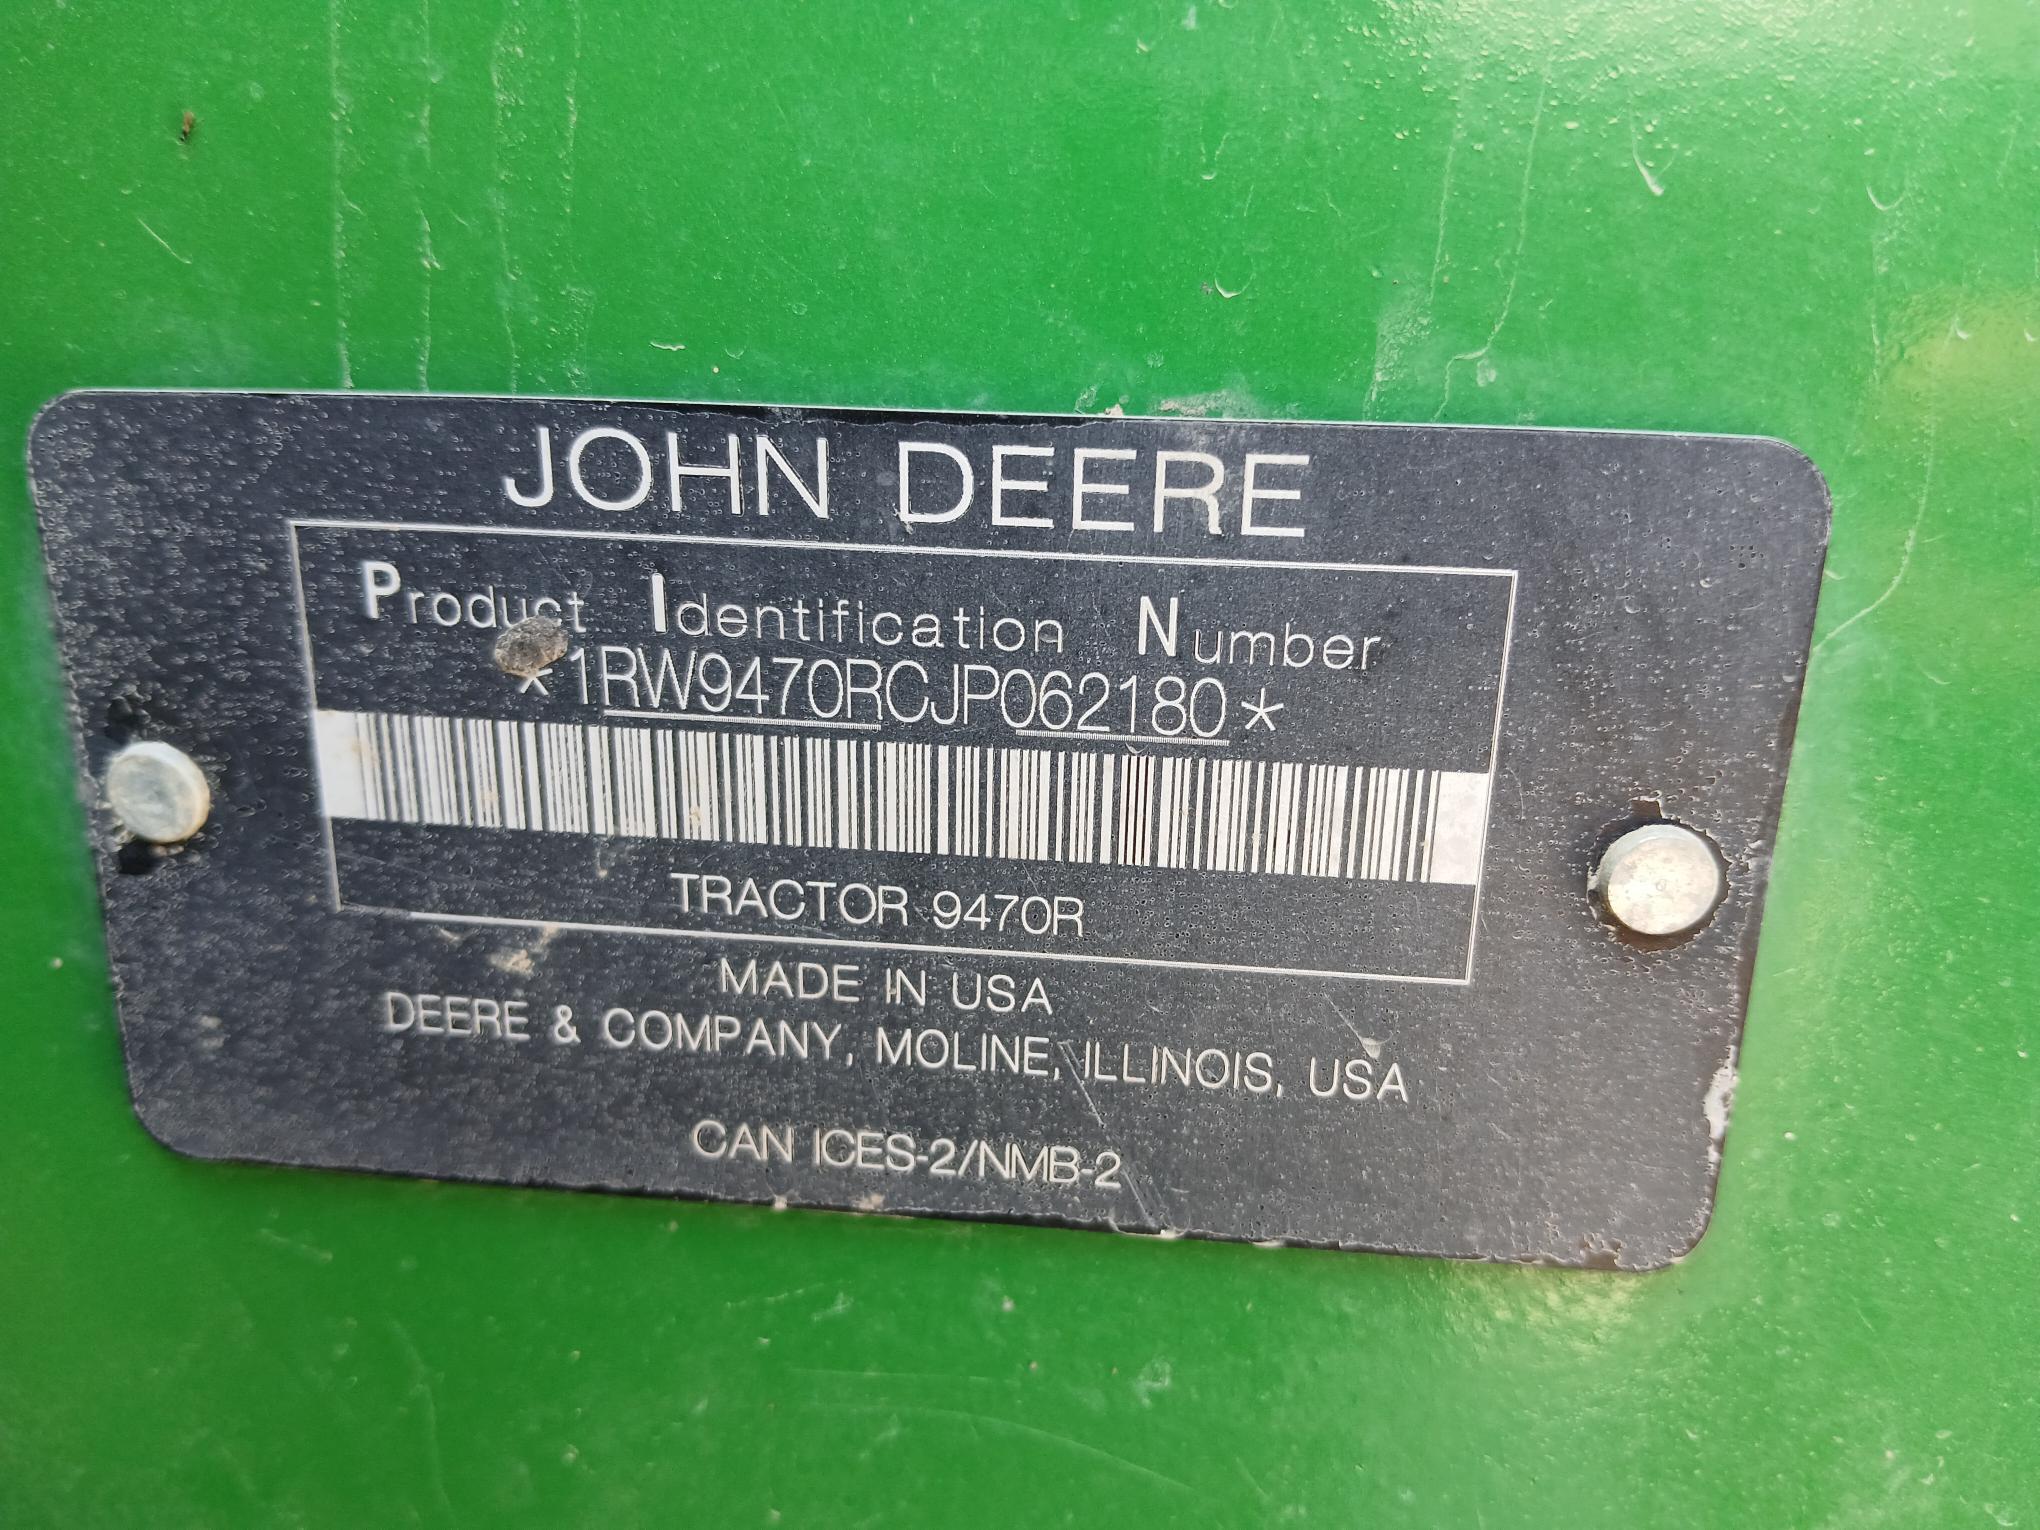 JOHN DEERE
Product Identification Number
*1RW9470RCJP062180*
TRACTOR 9470R
MADE IN USA
DEERE & COMPANY, MOLINE, ILLINOIS, USA
CAN ICES-2/NMB-2